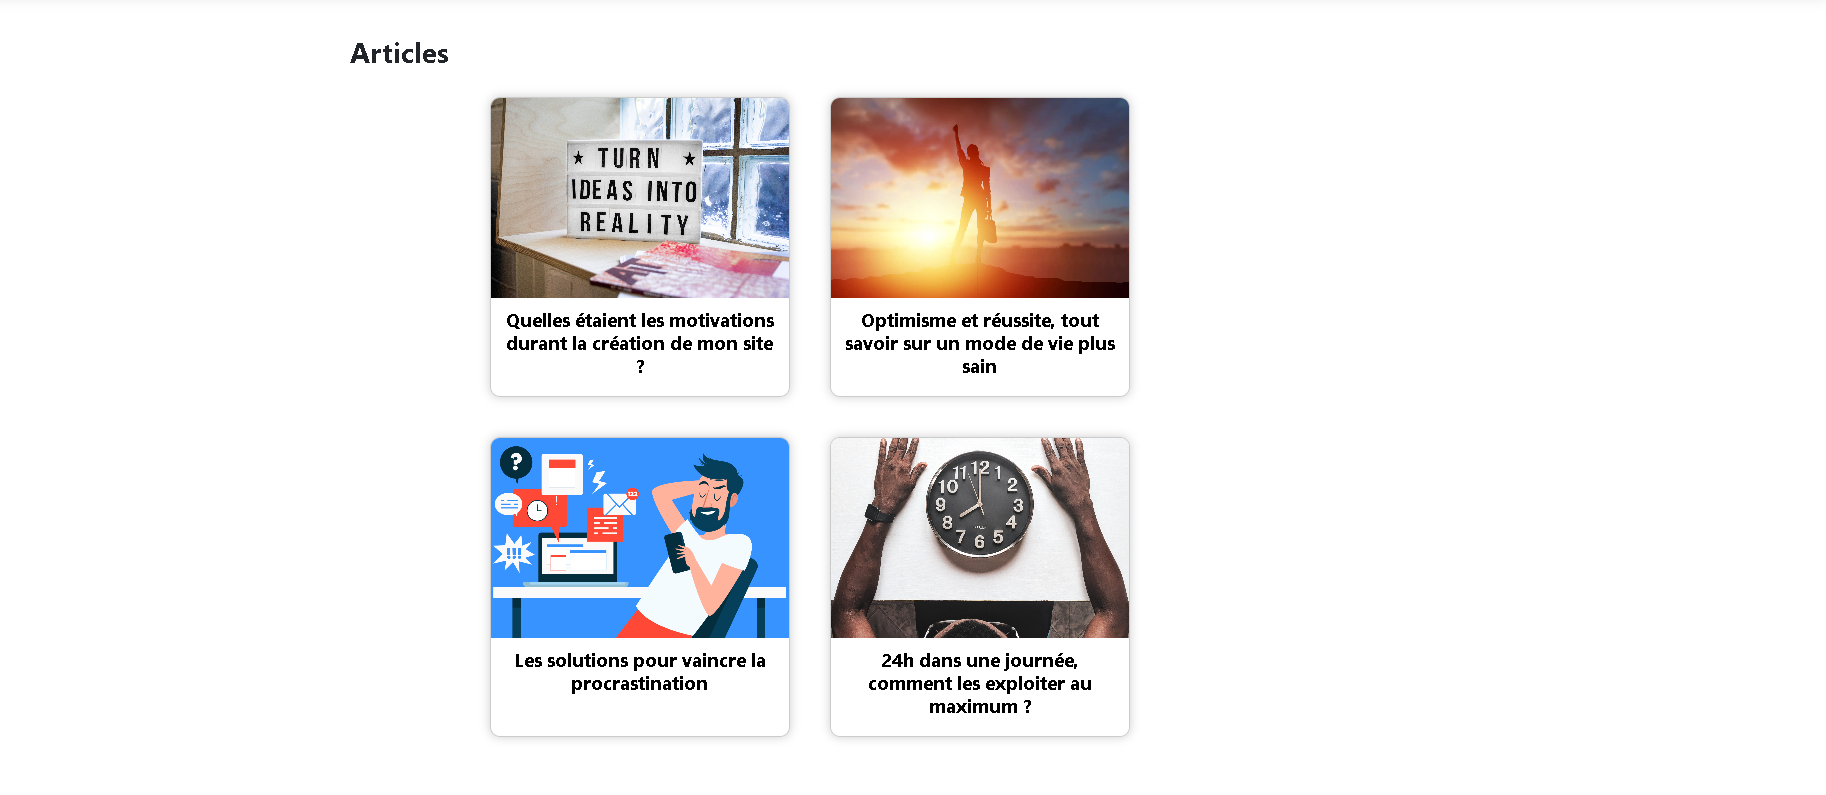 Articles
★ TURN ★
IDEAS INTO
REALITY
Quelles étaient les motivations
durant la création de mon site
?
Optimisme et réussite, tout
savoir sur un mode de vie plus
sain
?
123
!!!
11 12 1
10 2
9 3
8 4
7 6 5
Les solutions pour vaincre la
procrastination
24h dans une journée,
comment les exploiter au
maximum ?